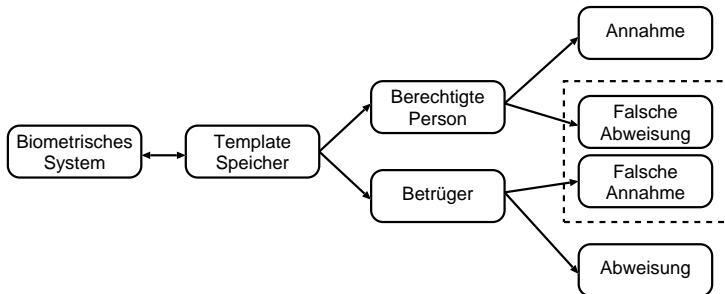 Annahme
Berechtigte
Person
Falsche
Abweisung
Biometrisches
System
Template
Speicher
Falsche
Annahme
Betrüger
Abweisung